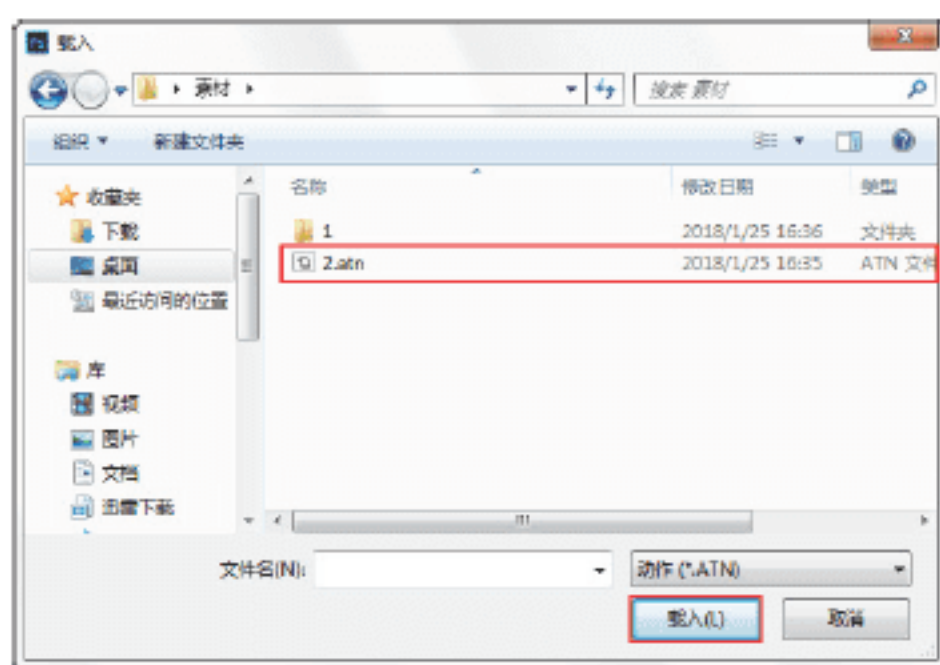 Ps 载入
素材
搜索 素材
组织 新建文件夹
名称 修改日期 类型
收藏夹
下载
桌面
最近访问的位置
1 2018/1/25 16:36 文件夹
2.atn 2018/1/25 16:35 ATN 文件
库
视频
图片
文档
迅雷下载
文件名(N): 动作 (*.ATN)
载入(L) 取消